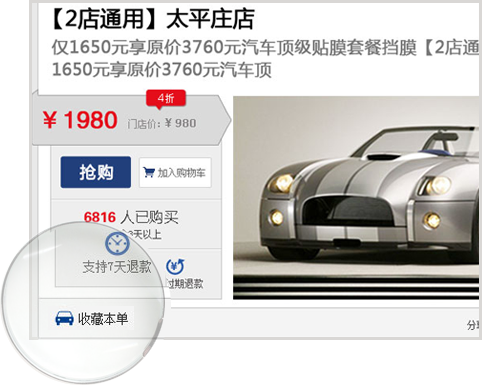 【2店通用】太平庄店
仅1650元享原价3760元汽车顶级贴膜套餐挡膜【2店通
1650元享原价3760元汽车顶
4折
¥1980 门店价:¥980
抢购 加入购物车
6816 人已购买
3天以上
支持7天退款
过期退款
收藏本单